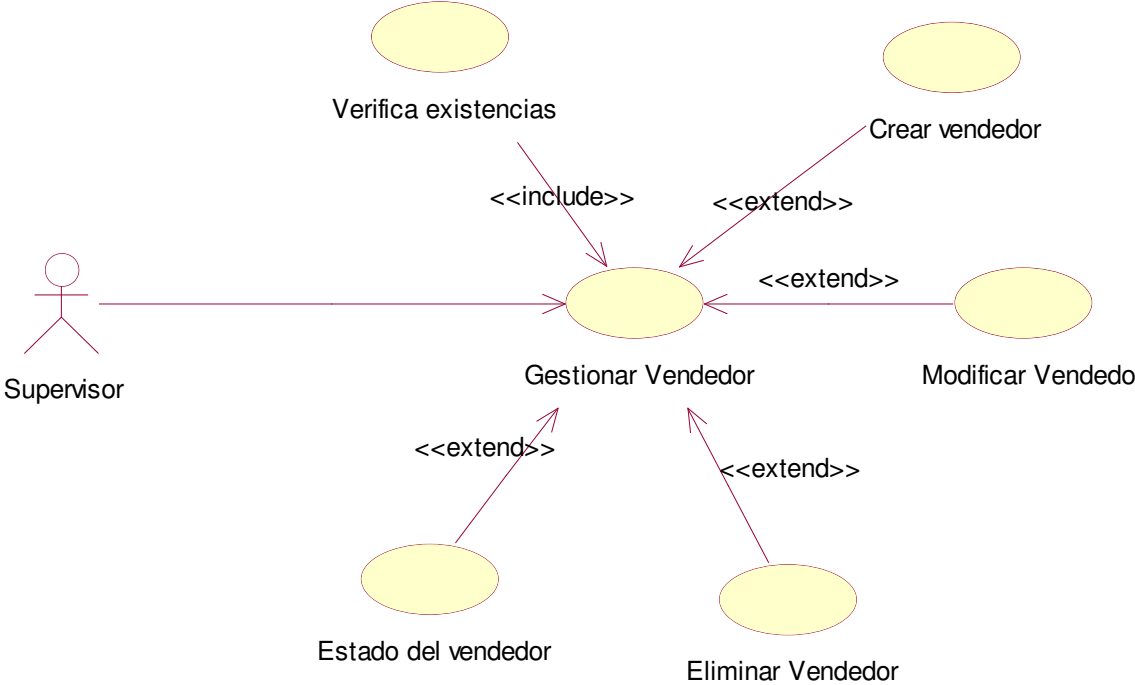 Verifica existencias
Crear vendedor
<<include>>
<<extend>>
<<extend>>
Supervisor
Gestionar Vendedor
Modificar Vendedo
<<extend>>
<<extend>>
Estado del vendedor
Eliminar Vendedor